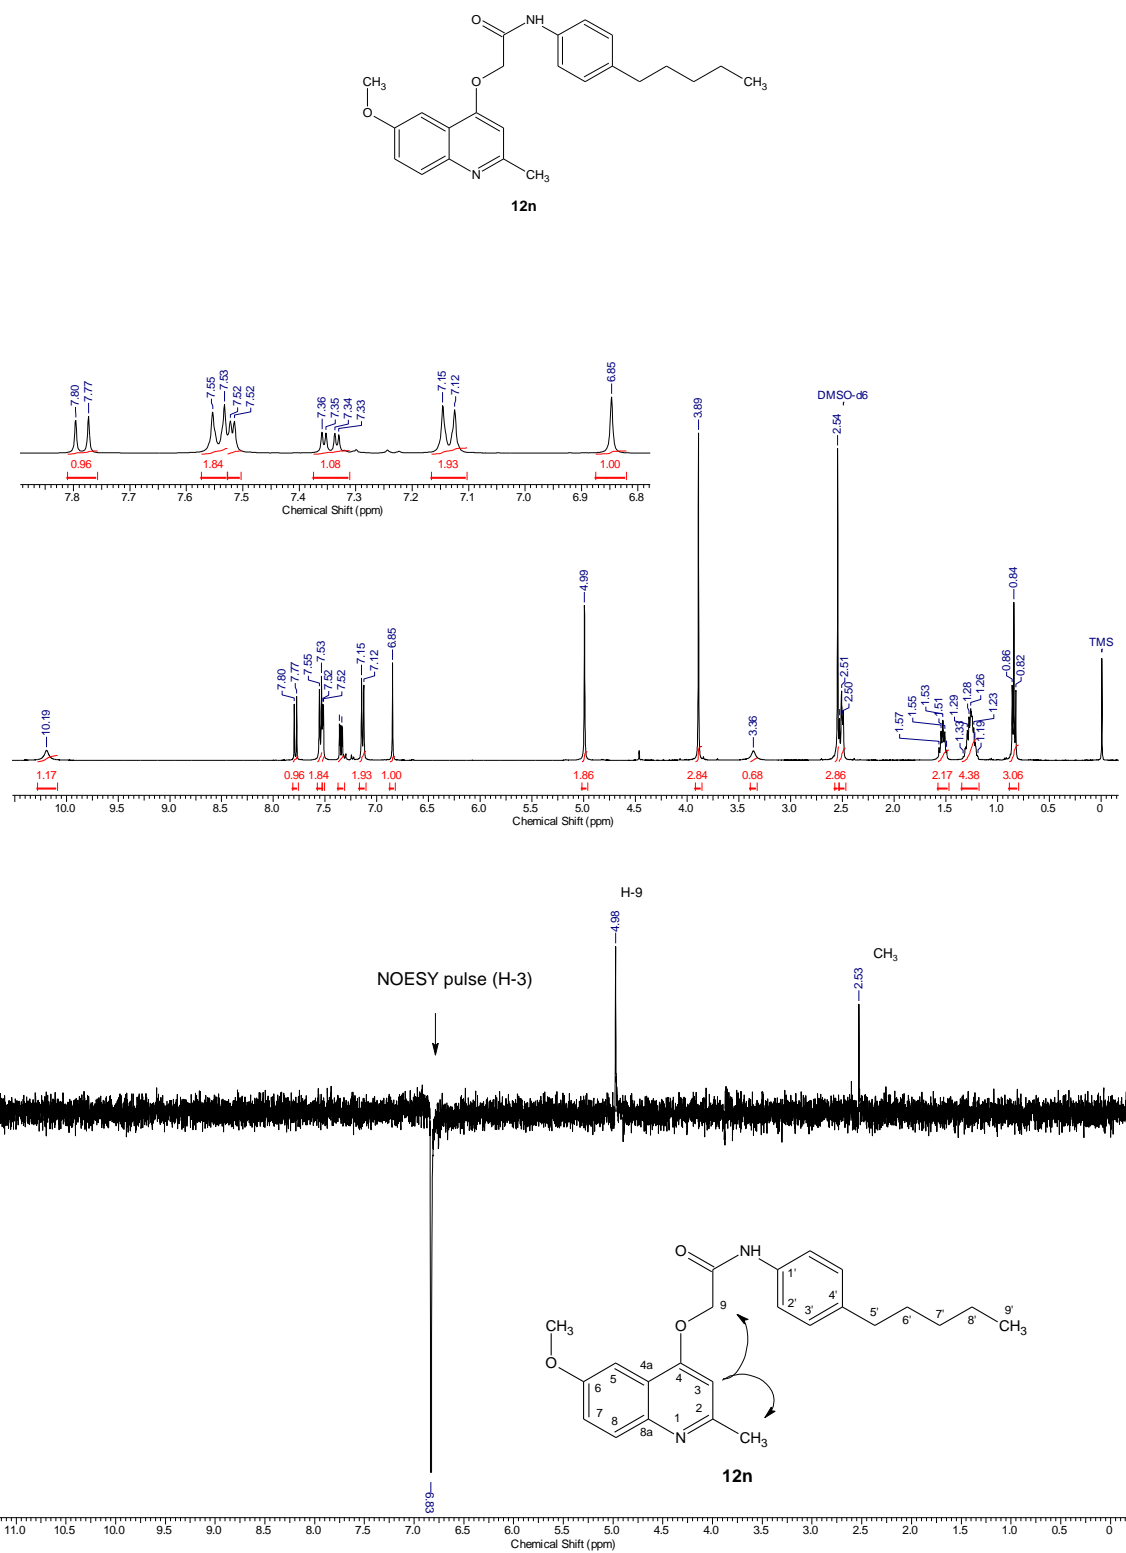 O
NH
CH3
O
O
CH3
N
CH3
12n
7.80
7.77
7.55
7.53
7.52
7.52
7.36
7.35
7.34
7.33
7.15
7.12
6.85
0.96
1.84
1.08
1.93
1.00
7.8 7.7 7.6 7.5 7.4 7.3 7.2 7.1 7.0 6.9 6.8
Chemical Shift (ppm)
DMSO-d6
TMS
10.19
7.80
7.77
7.55
7.53
7.52
7.52
7.15
7.12
6.85
4.99
3.89
3.36
2.54
2.51
2.50
1.57
1.55
1.53
1.51
1.33
1.29
1.28
1.26
1.23
1.19
0.86
0.84
0.82
1.17 0.96 1.84 1.93 1.00 1.86 2.84 0.68 2.86 2.17 4.38 3.06
10.0 9.5 9.0 8.5 8.0 7.5 7.0 6.5 6.0 5.5 5.0 4.5 4.0 3.5 3.0 2.5 2.0 1.5 1.0 0.5 0
Chemical Shift (ppm)
H-9
4.98
CH3
2.53
NOESY pulse (H-3)
6.83
O
NH
1'
2'
3'
4'
5'
6'
7'
8'
9'
CH3
9
CH3
O
O
4a
4
5
6
3
7
8
1
2
8a
N
CH3
12n
11.0 10.5 10.0 9.5 9.0 8.5 8.0 7.5 7.0 6.5 6.0 5.5 5.0 4.5 4.0 3.5 3.0 2.5 2.0 1.5 1.0 0.5 0
Chemical Shift (ppm)